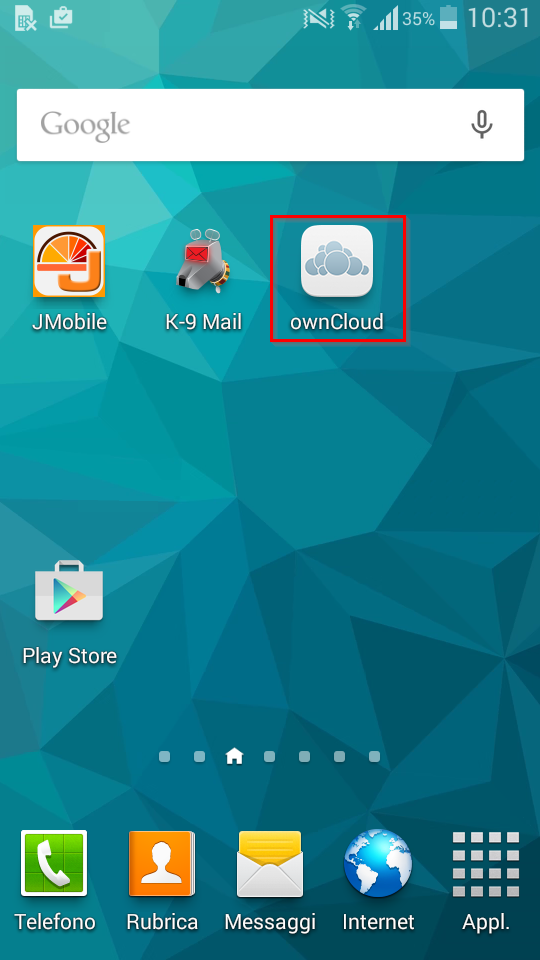 35% 10:31
Google
JMobile K-9 Mail ownCloud
Play Store
Telefono Rubrica Messaggi Internet Appl.